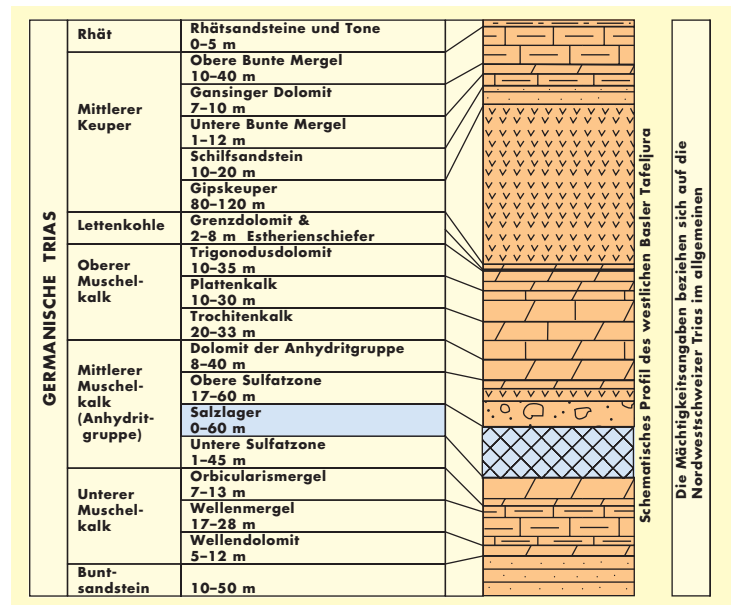 GERMANISCHE TRIAS
Rhät
Rhätsandsteine und Tone
0–5 m
Mittlerer
Keuper
Obere Bunte Mergel
10–40 m
Gansinger Dolomit
7–10 m
Untere Bunte Mergel
1–12 m
Schilfsandstein
10–20 m
Gipskeuper
80–120 m
Lettenkohle
Grenzdolomit &
2–8 m Estherienschiefer
Oberer
Muschel-
kalk
Trigonodusdolomit
10–35 m
Plattenkalk
10–30 m
Trochitenkalk
20–33 m
Mittlerer
Muschel-
kalk
(Anhydrit-
gruppe)
Dolomit der Anhydritgruppe
8–40 m
Obere Sulfatzone
17–60 m
Salzlager
0–60 m
Untere Sulfatzone
1–45 m
Unterer
Muschel-
kalk
Orbicularismergel
7–13 m
Wellenmergel
17–28 m
Wellendolomit
5–12 m
Bunt-
sandstein
10–50 m
Schematisches Profil des westlichen Basler Tafeljura
Die Mächtigkeitsangaben beziehen sich auf die
Nordwestschweizer Trias im allgemeinen